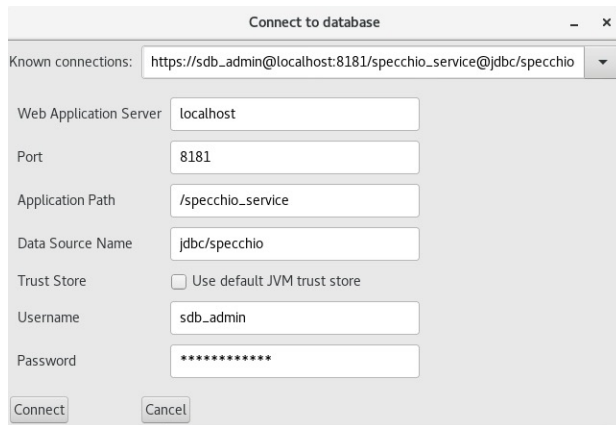 Connect to database
Known connections: https://sdb_admin@localhost:8181/specchio_service@jdbc/specchio
Web Application Server localhost
Port 8181
Application Path /specchio_service
Data Source Name jdbc/specchio
Trust Store Use default JVM trust store
Username sdb_admin
Password ************
Connect Cancel